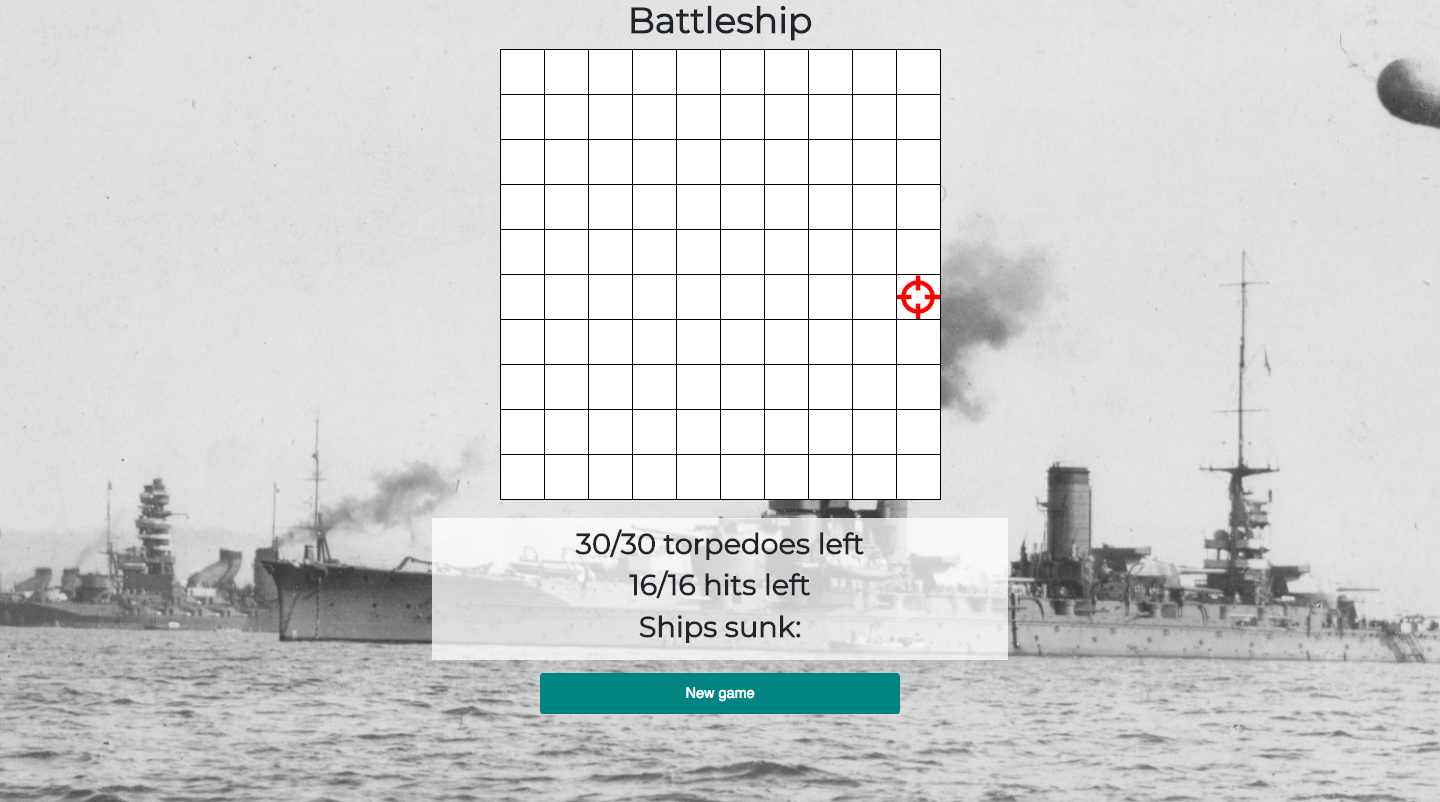 Battleship
30/30 torpedoes left
16/16 hits left
Ships sunk:
New game